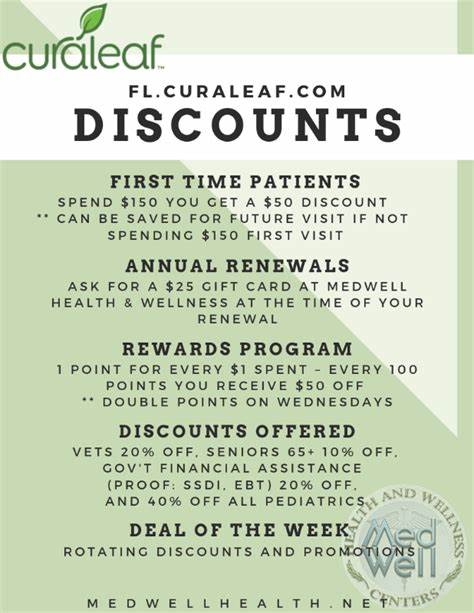 curaleaf™
FL.CURALEAF.COM
DISCOUNTS
FIRST TIME PATIENTS
SPEND $150 YOU GET A $50 DISCOUNT
** CAN BE SAVED FOR FUTURE VISIT IF NOT
SPENDING $150 FIRST VISIT
ANNUAL RENEWALS
ASK FOR A $25 GIFT CARD AT MEDWELL
HEALTH & WELLNESS AT THE TIME OF YOUR
RENEWAL
REWARDS PROGRAM
1 POINT FOR EVERY $1 SPENT – EVERY 100
POINTS YOU RECEIVE $50 OFF
** DOUBLE POINTS ON WEDNESDAYS
DISCOUNTS OFFERED
VETS 20% OFF, SENIORS 65+ 10% OFF,
GOV'T FINANCIAL ASSISTANCE
(PROOF: SSDI, EBT) 20% OFF,
AND 40% OFF ALL PEDIATRICS
DEAL OF THE WEEK
ROTATING DISCOUNTS AND PROMOTIONS
HEALTH AND WELLNESS
Med
Well
CENTERS
MEDWELLHEALTH.NET